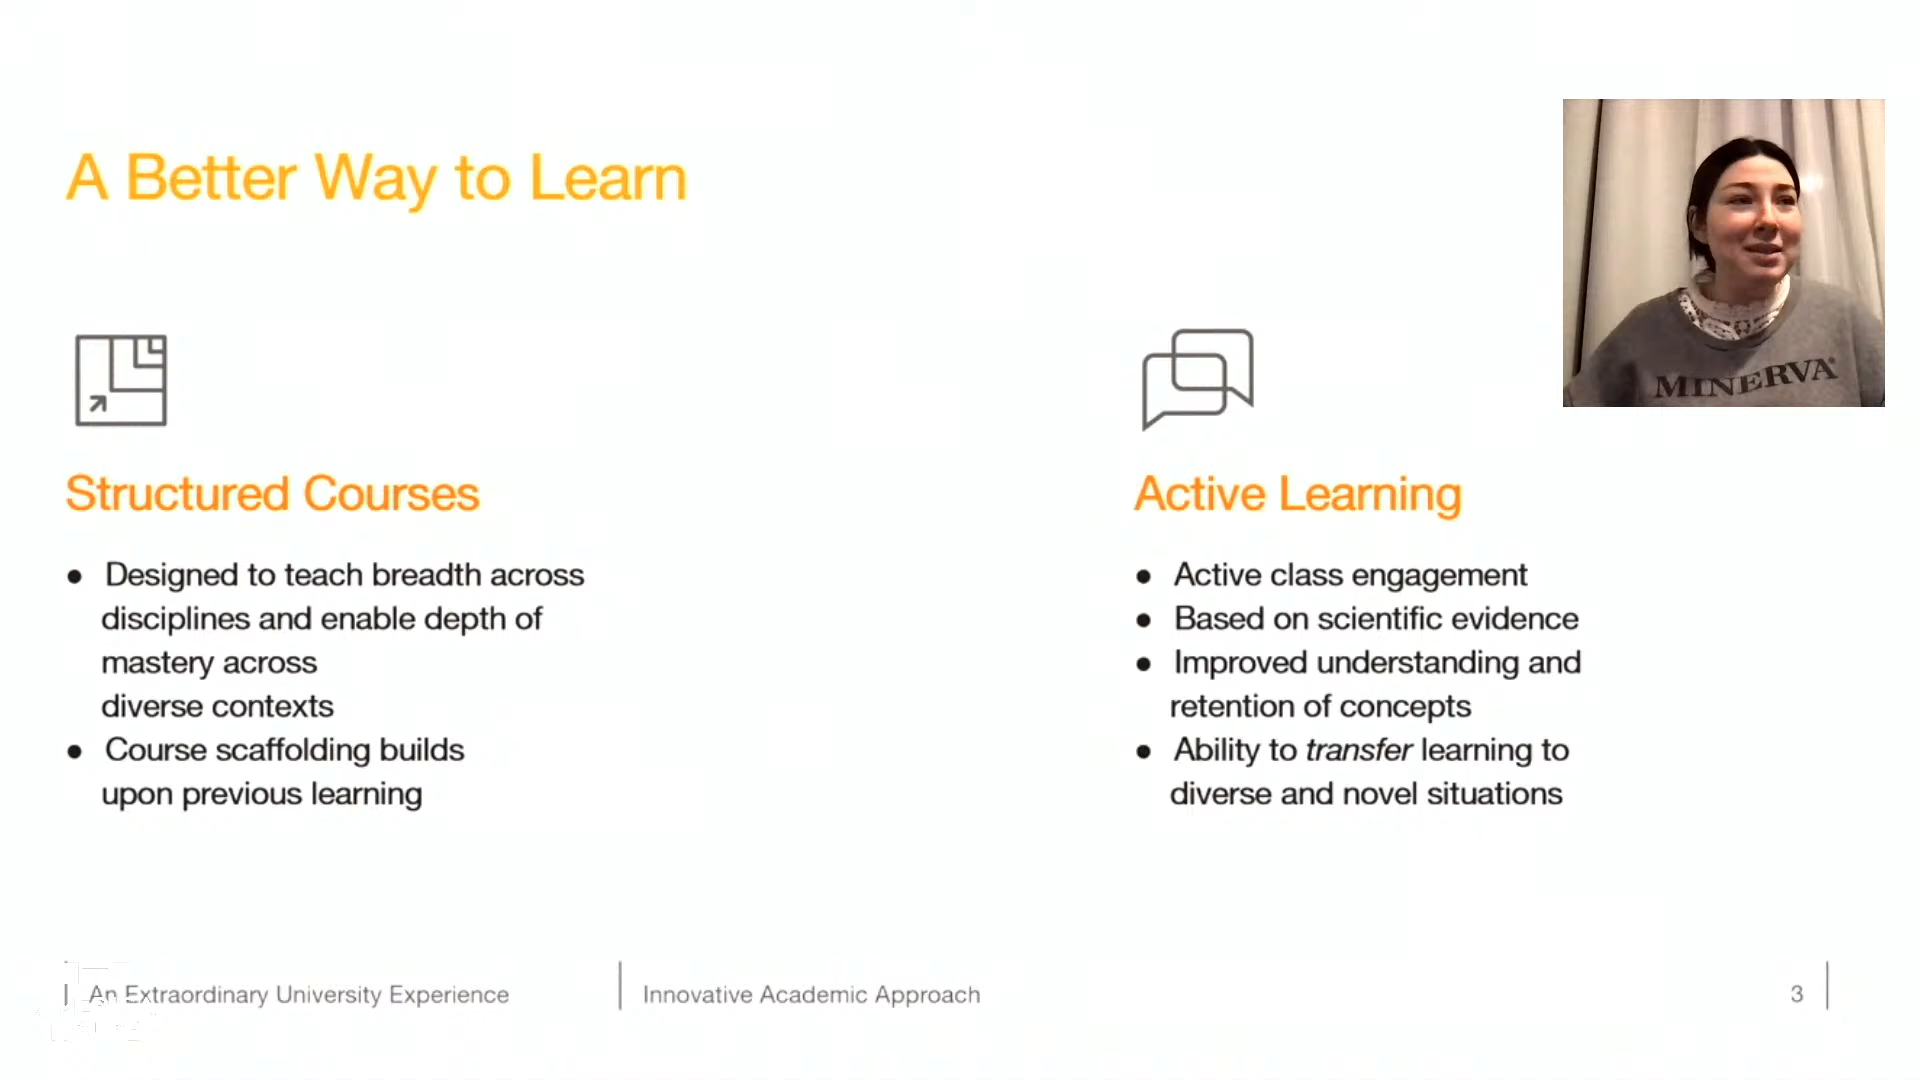 A Better Way to Learn
Structured Courses
● Designed to teach breadth across
disciplines and enable depth of
mastery across
diverse contexts
● Course scaffolding builds
upon previous learning
Active Learning
● Active class engagement
● Based on scientific evidence
● Improved understanding and
retention of concepts
● Ability to transfer learning to
diverse and novel situations
MINERVA®
An Extraordinary University Experience
Innovative Academic Approach
3